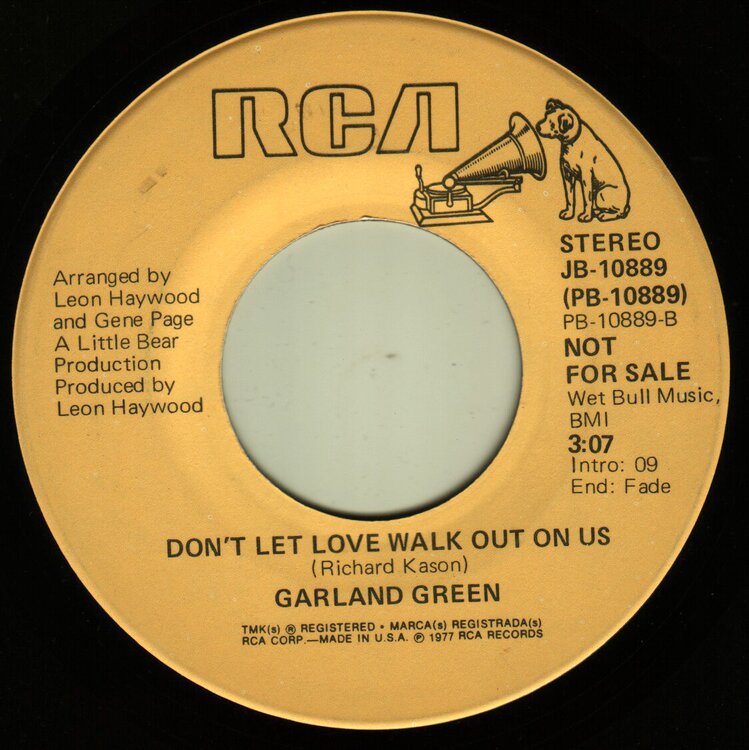 RCA
STEREO
JB-10889
(PB-10889)
PB-10889-B
NOT
FOR SALE
Wet Bull Music,
BMI
3:07
Intro: 09
End: Fade
Arranged by
Leon Haywood
and Gene Page
A Little Bear
Production
Produced by
Leon Haywood
DON'T LET LOVE WALK OUT ON US
(Richard Kason)
GARLAND GREEN
TMK(s) ® REGISTERED • MARCA(s) REGISTRADA(s)
RCA CORP.—MADE IN U.S.A. ℗ 1977 RCA RECORDS